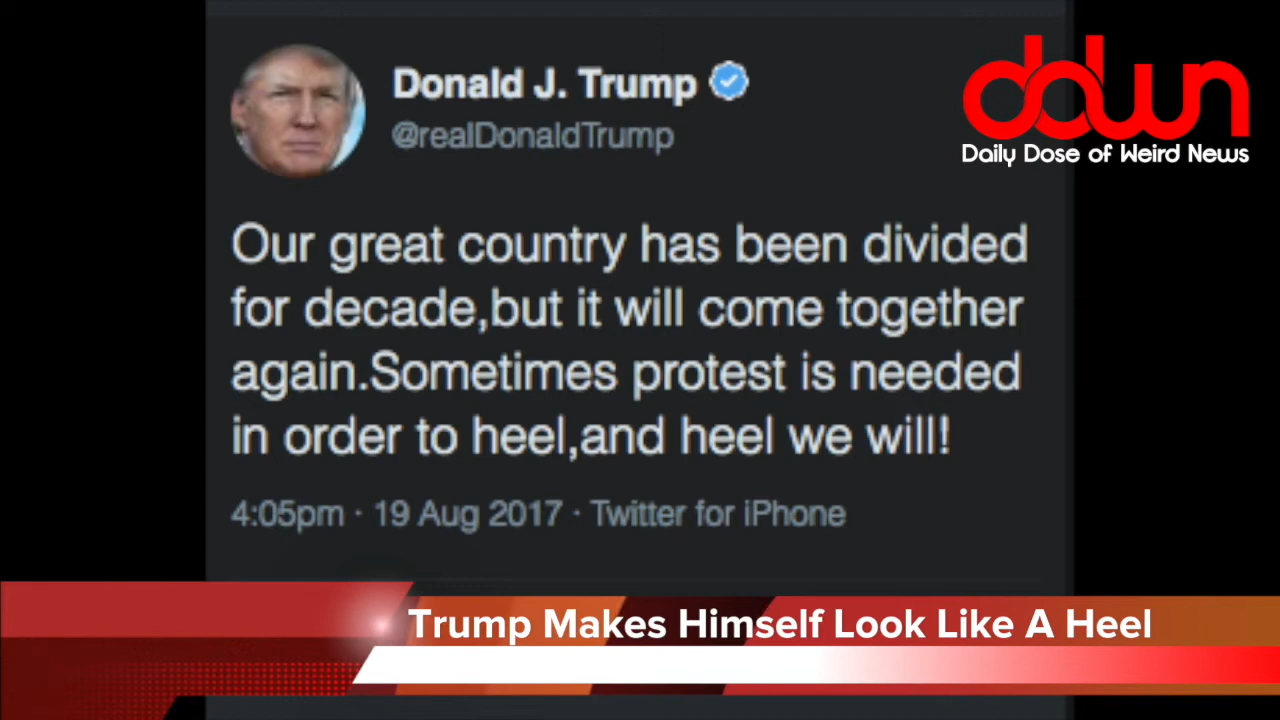 Donald J. Trump
@realDonaldTrump
Our great country has been divided
for decade,but it will come together
again.Sometimes protest is needed
in order to heel,and heel we will!
4:05pm · 19 Aug 2017 · Twitter for iPhone
ddwn
Daily Dose of Weird News
Trump Makes Himself Look Like A Heel